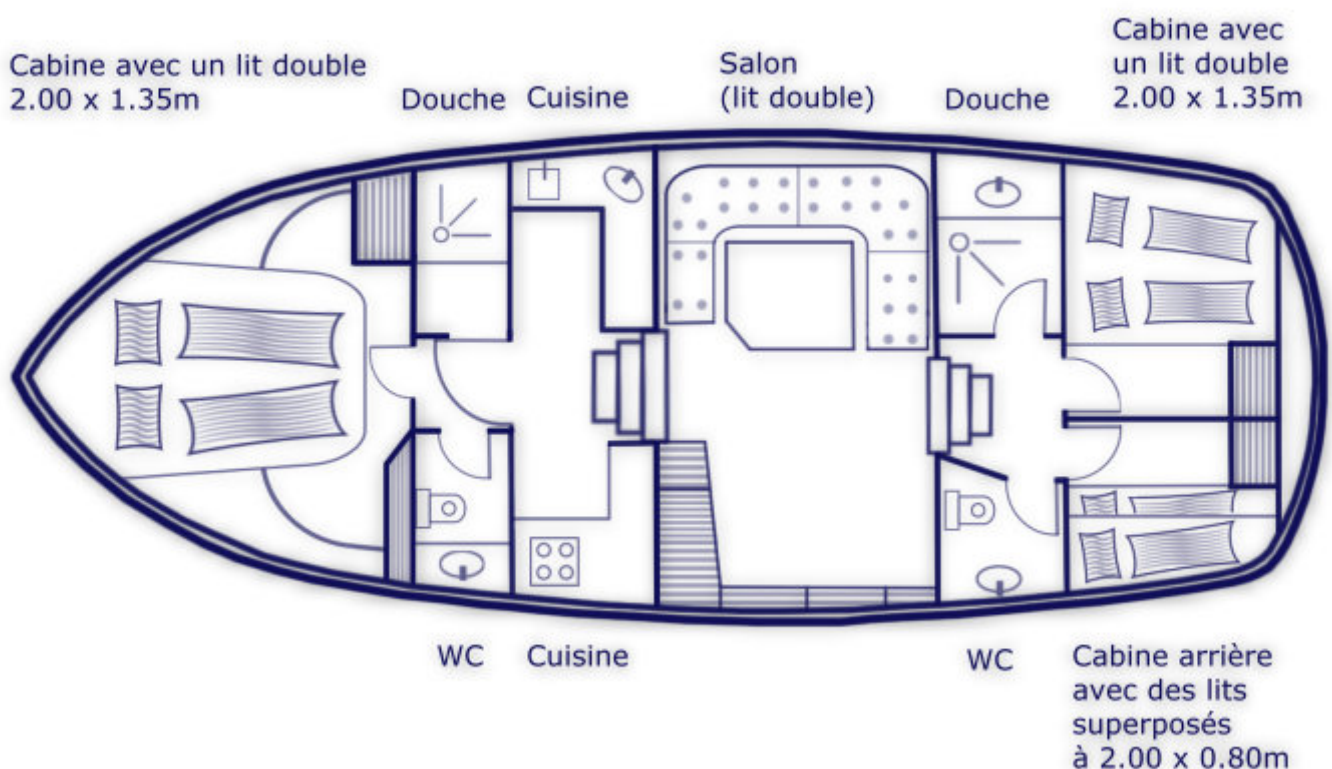 Cabine avec un lit double
2.00 x 1.35m
Douche
Cuisine
Salon
(lit double)
Douche
Cabine avec
un lit double
2.00 x 1.35m
WC
Cuisine
WC
Cabine arrière
avec des lits
superposés
à 2.00 x 0.80m